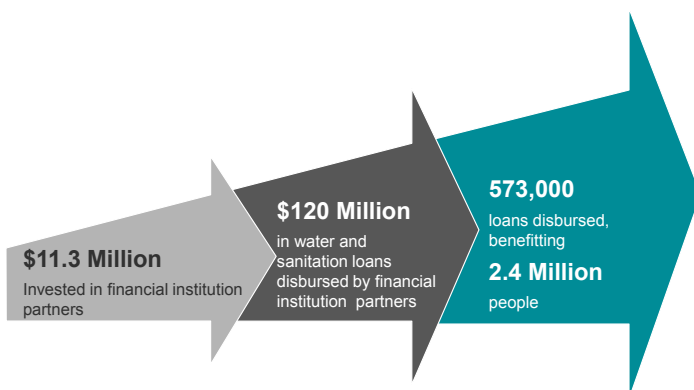 $11.3 Million
Invested in financial institution
partners
$120 Million
in water and
sanitation loans
disbursed by financial
institution partners
573,000
loans disbursed,
benefitting
2.4 Million
people